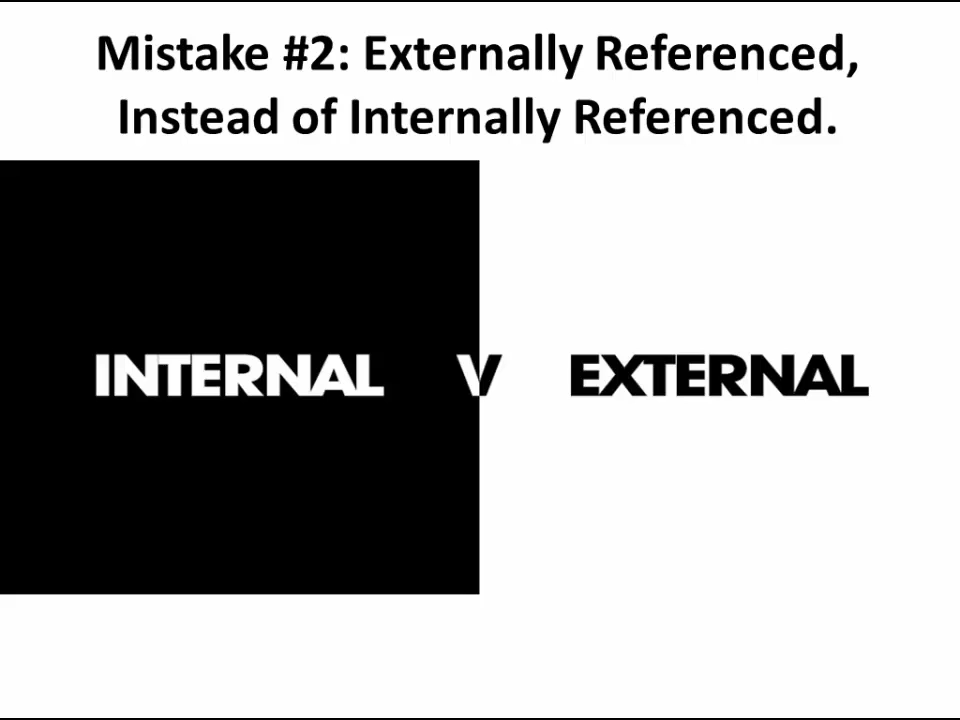 Mistake #2: Externally Referenced,
Instead of Internally Referenced.
INTERNAL V EXTERNAL